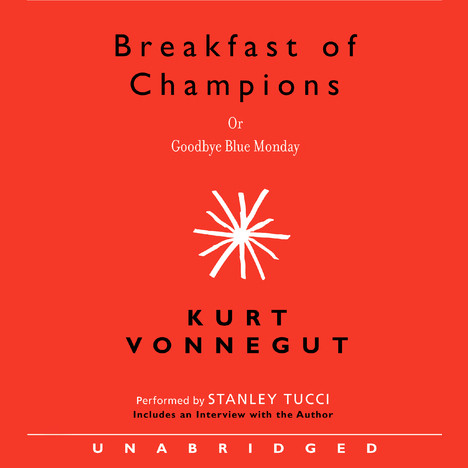 Breakfast of
Champions
Or
Goodbye Blue Monday
KURT
VONNEGUT
Performed by STANLEY TUCCI
Includes an Interview with the Author
UNABRIDGED